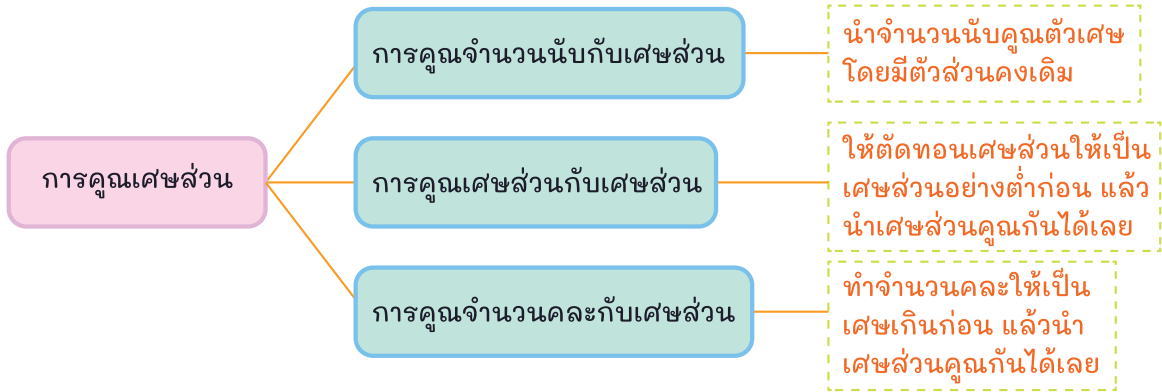 การคูณเศษส่วน
การคูณจำนวนนับกับเศษส่วน
นำจำนวนนับคูณตัวเศษ
โดยมีตัวส่วนคงเดิม
การคูณเศษส่วนกับเศษส่วน
ให้ตัดทอนเศษส่วนให้เป็น
เศษส่วนอย่างต่ำก่อน แล้ว
นำเศษส่วนคูณกันได้เลย
การคูณจำนวนคละกับเศษส่วน
ทำจำนวนคละให้เป็น
เศษเกินก่อน แล้วนำ
เศษส่วนคูณกันได้เลย